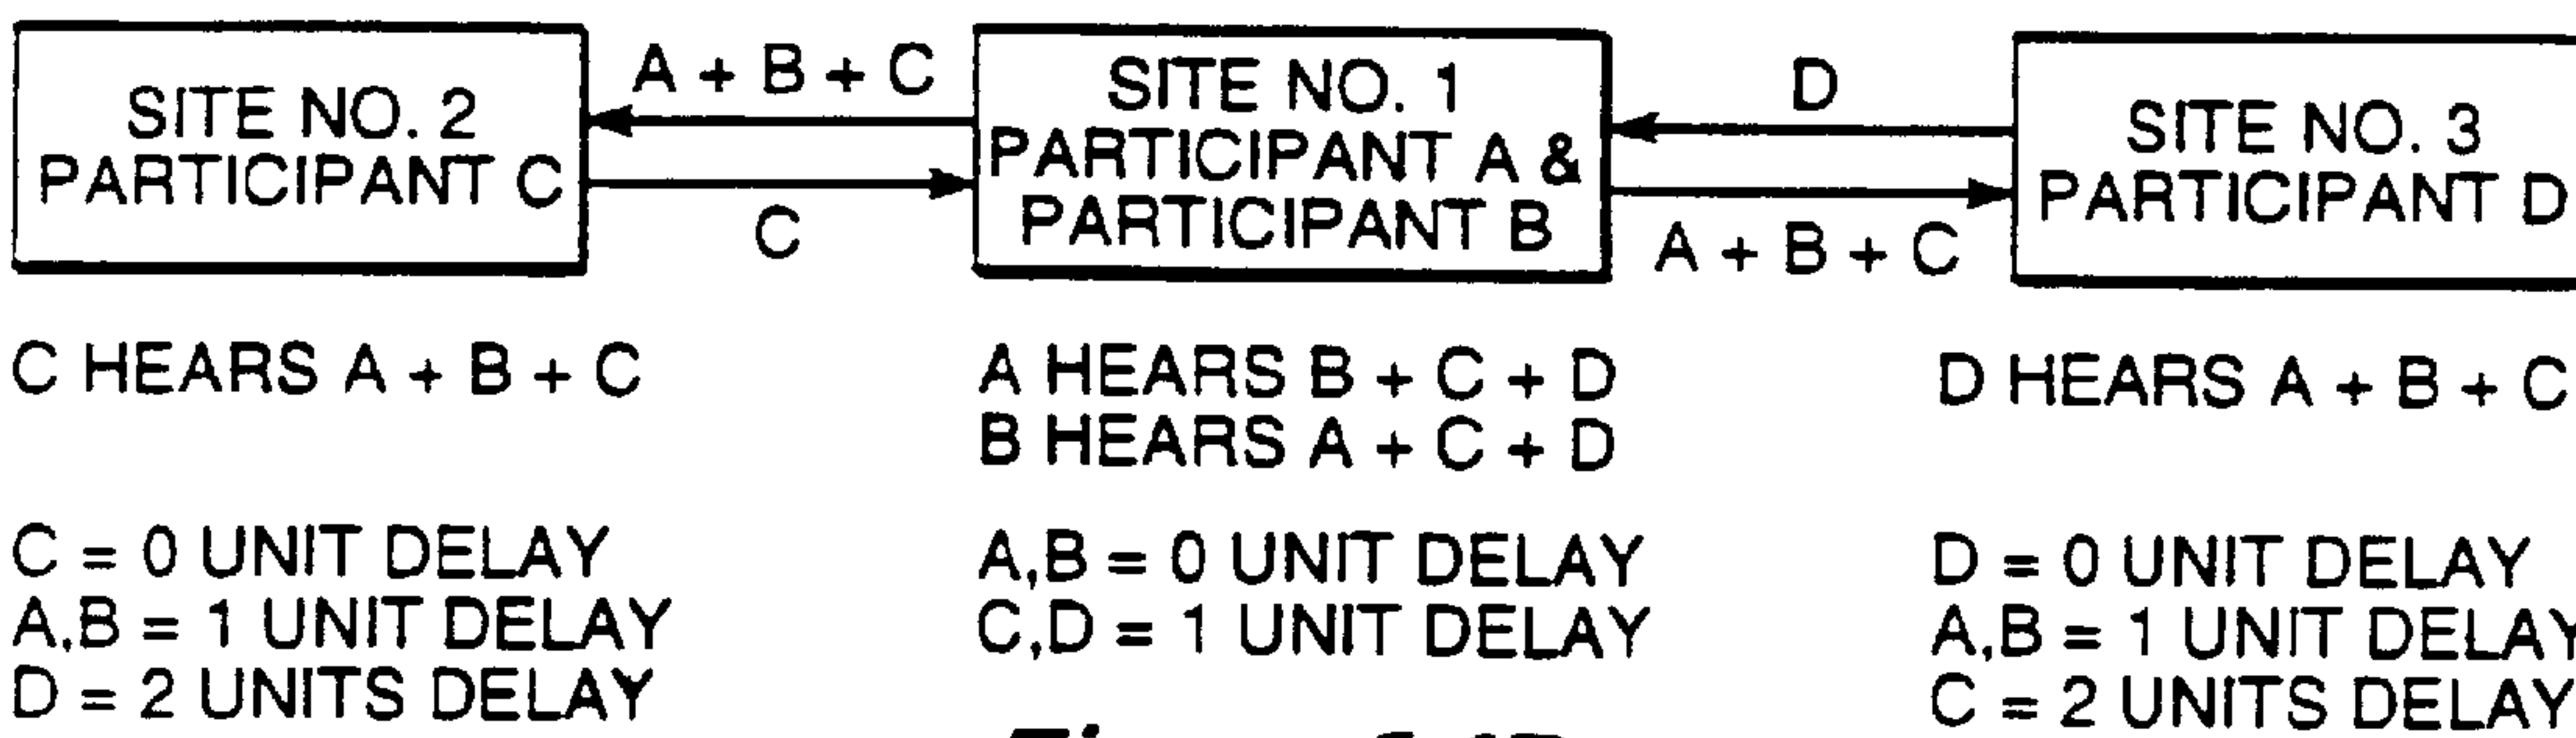 SITE NO. 2
PARTICIPANT C
A + B + C
C
SITE NO. 1
PARTICIPANT A &
PARTICIPANT B
D
A + B + C
SITE NO. 3
PARTICIPANT D
C HEARS A + B + C
A HEARS B + C + D
B HEARS A + C + D
D HEARS A + B + C
C = 0 UNIT DELAY
A,B = 1 UNIT DELAY
D = 2 UNITS DELAY
A,B = 0 UNIT DELAY
C,D = 1 UNIT DELAY
D = 0 UNIT DELAY
A,B = 1 UNIT DELAY
C = 2 UNITS DELAY